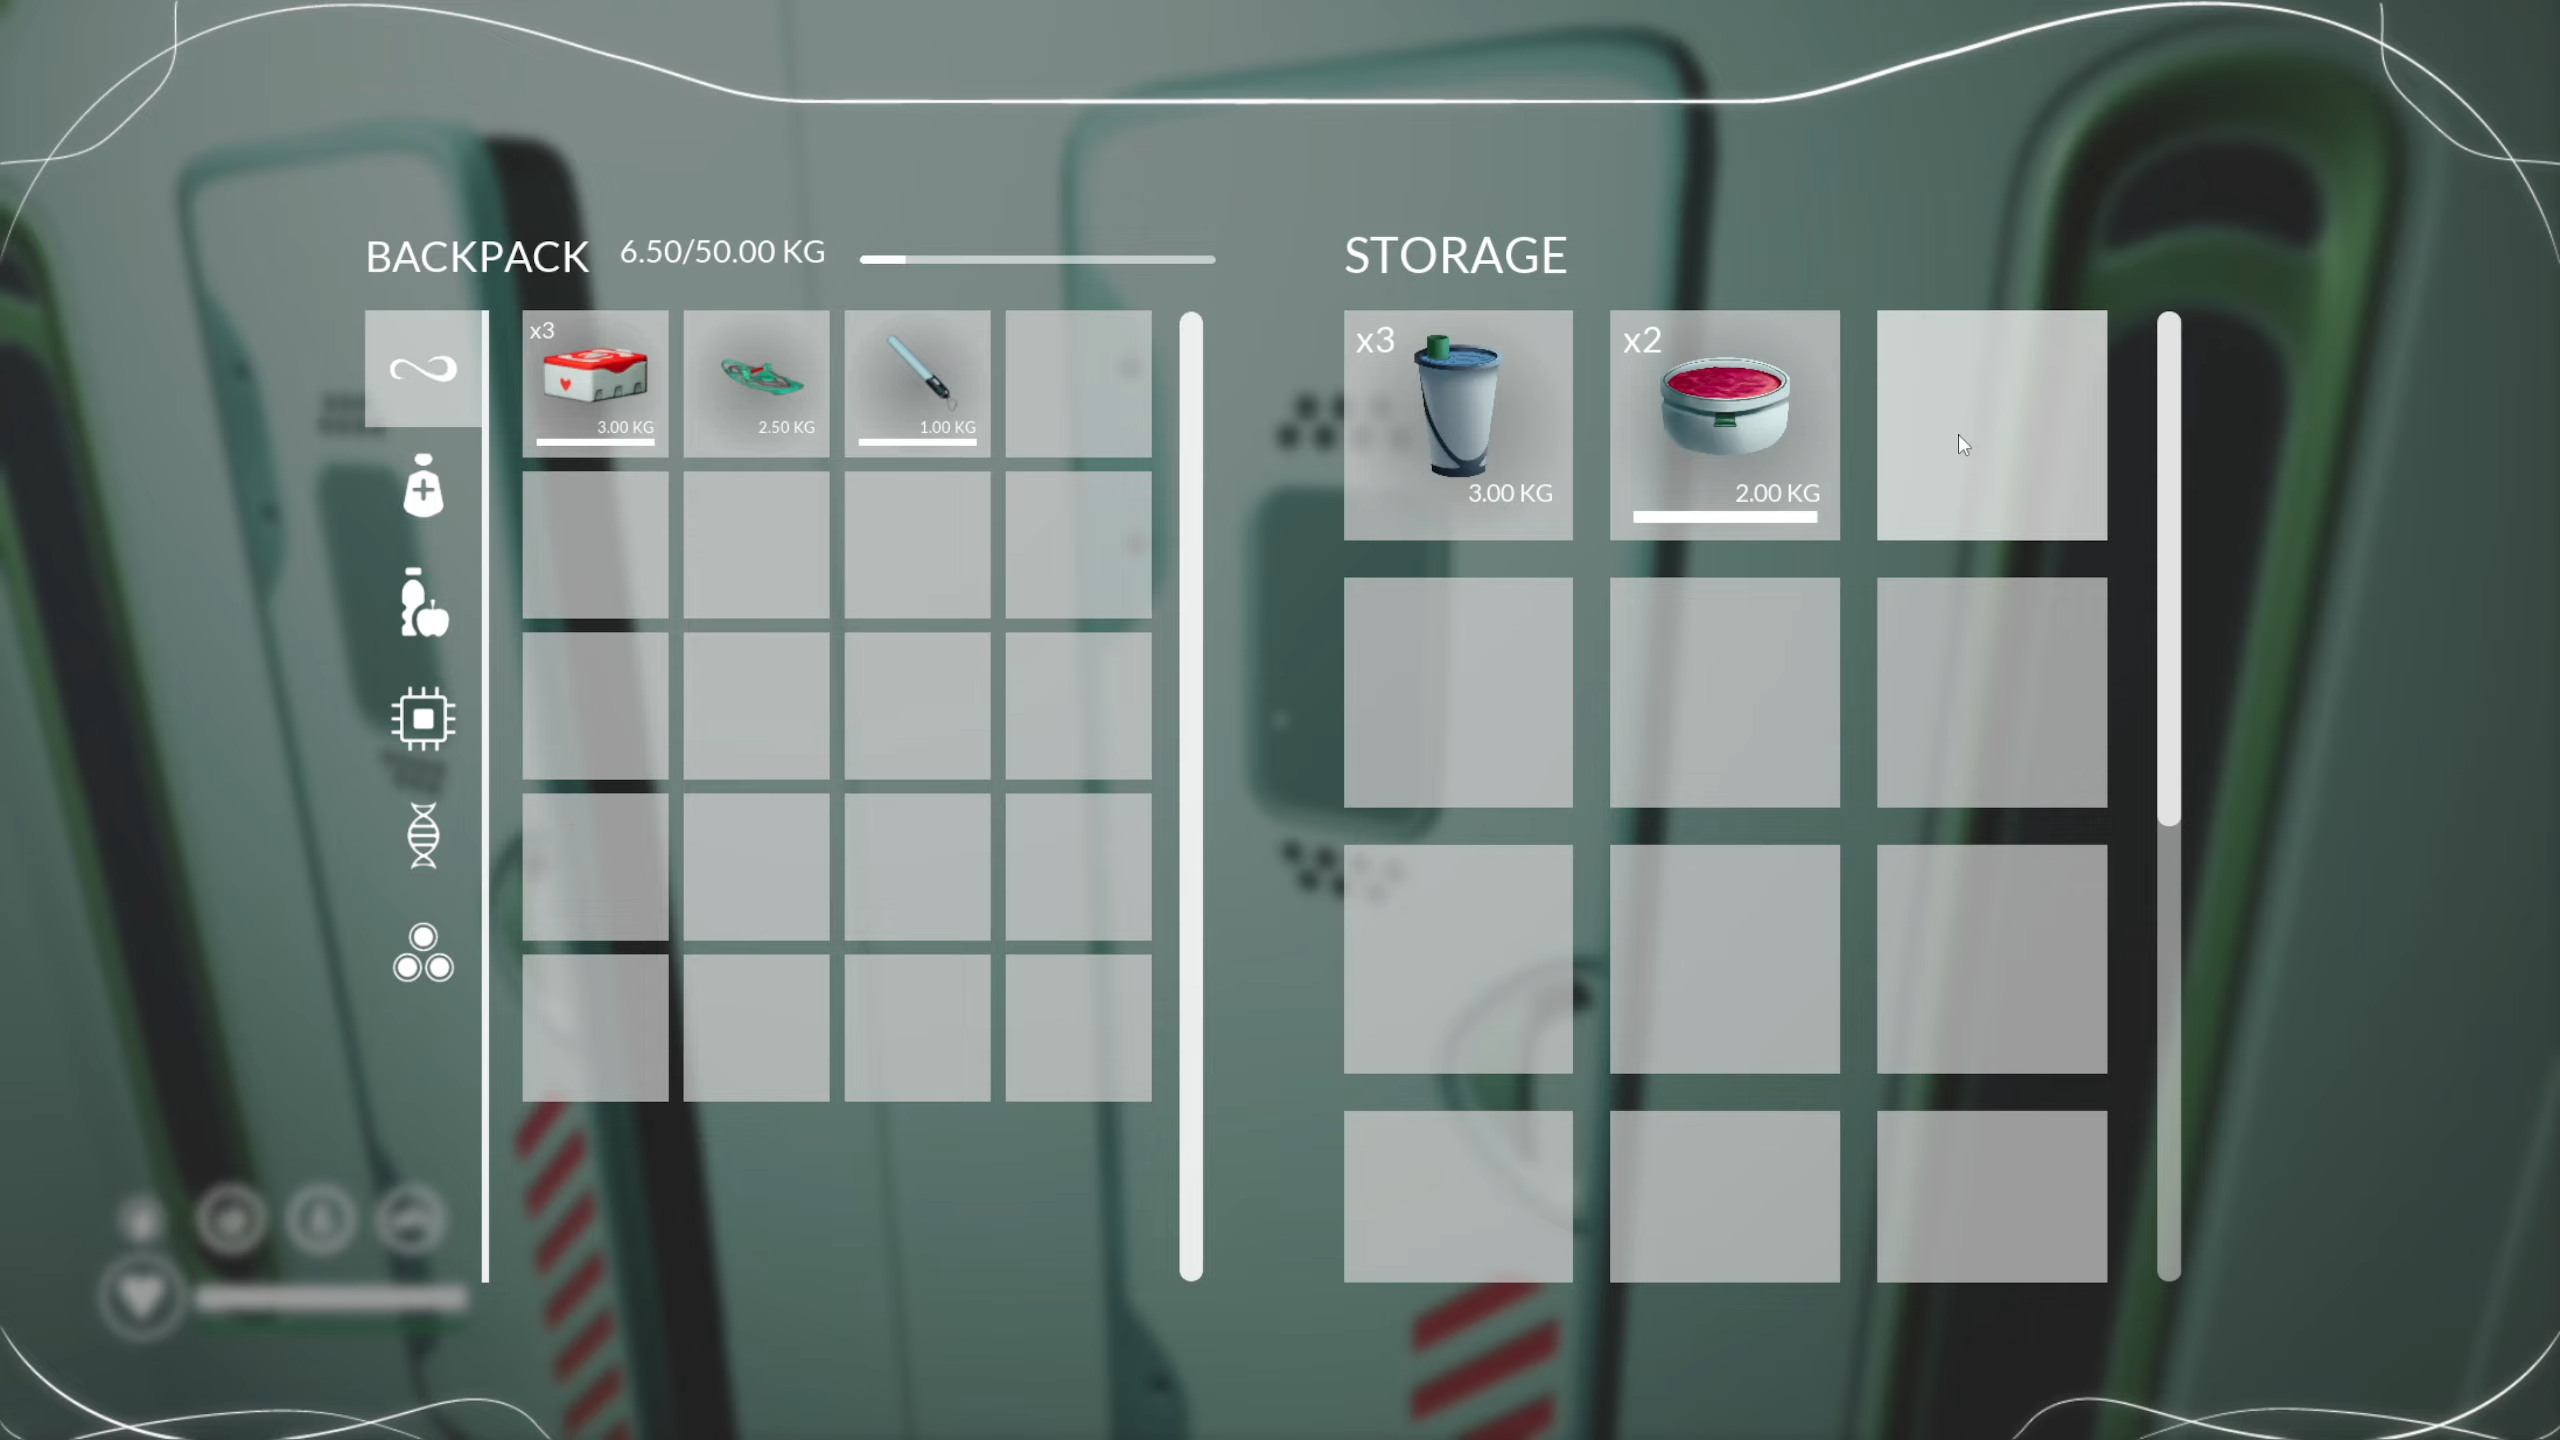 BACKPACK 6.50/50.00 KG
x3
3.00 KG
2.50 KG
1.00 KG
STORAGE
x3
3.00 KG
x2
2.00 KG